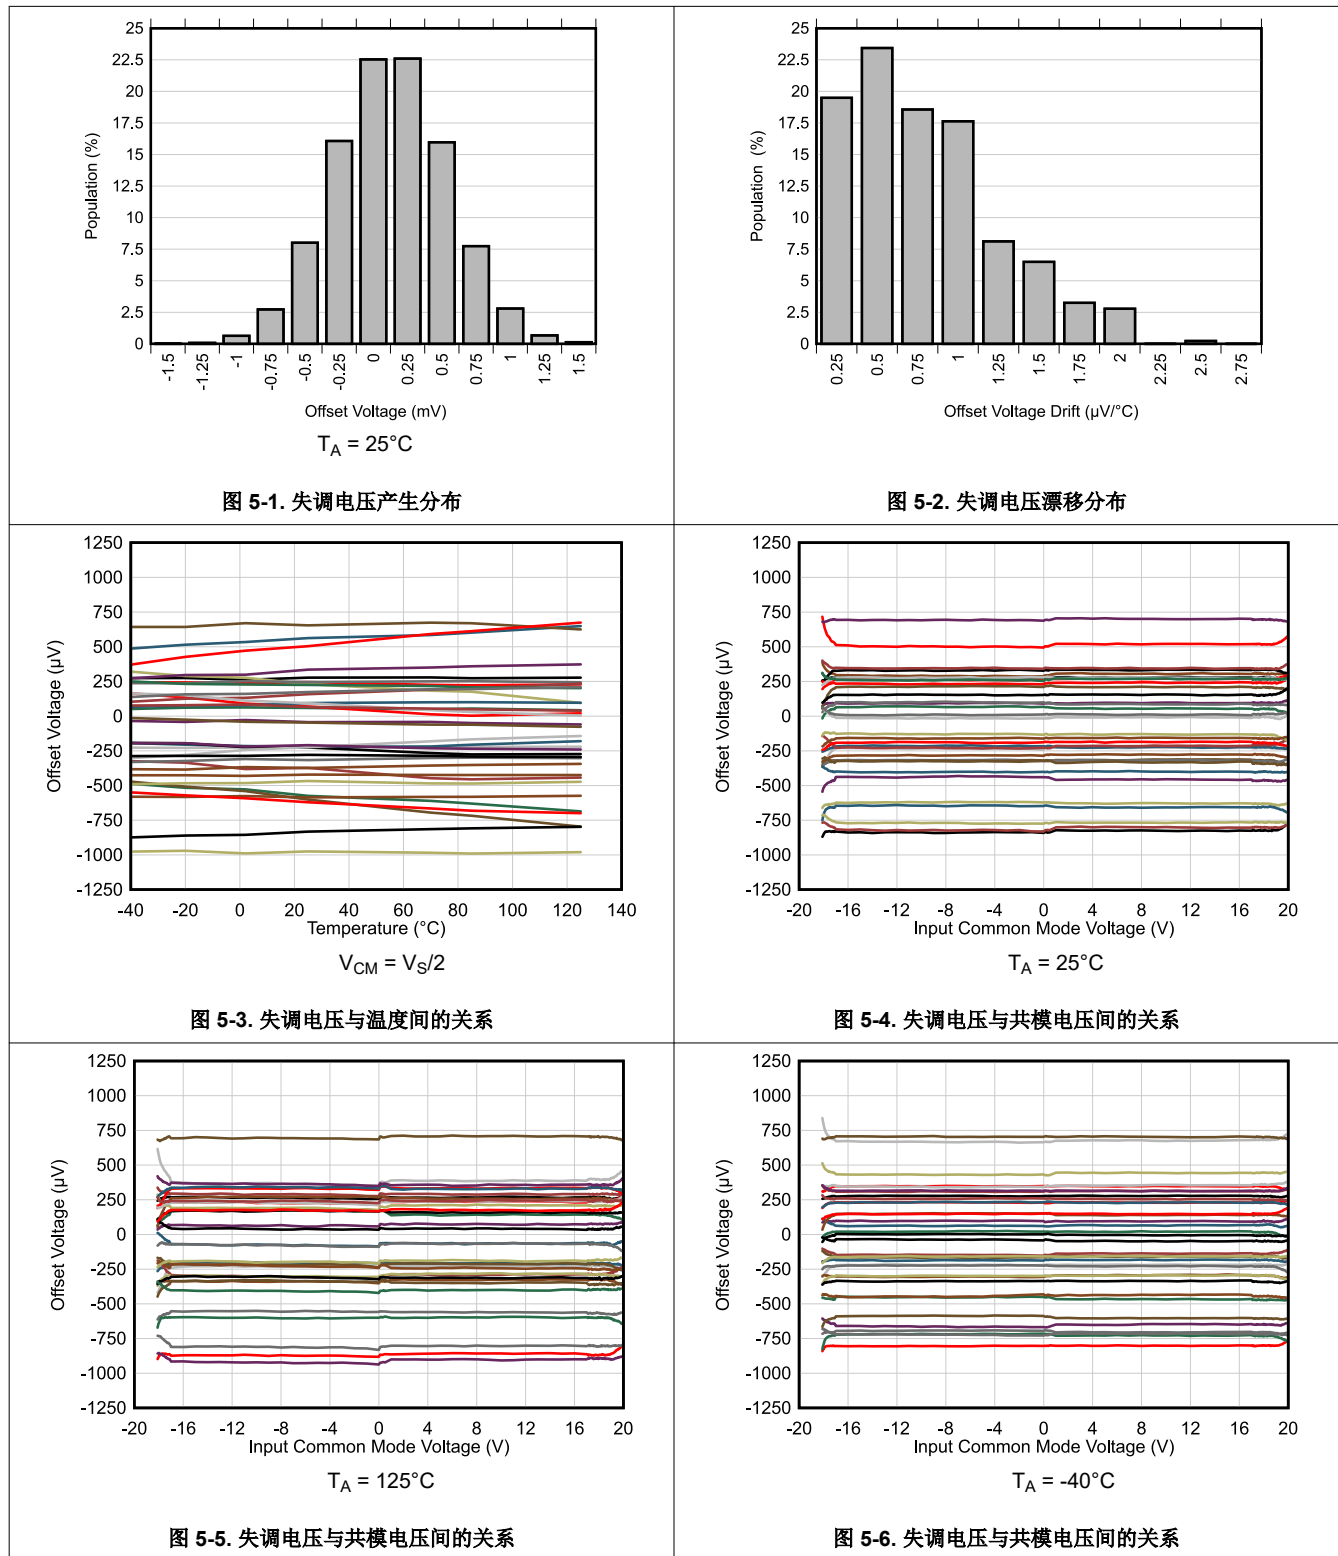 25
22.5
20
17.5
15
12.5
10
7.5
5
2.5
0
Population (%)
-1.5 -1.25 -1 -0.75 -0.5 -0.25 0 0.25 0.5 0.75 1 1.25 1.5
Offset Voltage (mV)
T_A = 25°C
图 5-1. 失调电压产生分布
25
22.5
20
17.5
15
12.5
10
7.5
5
2.5
0
Population (%)
0.25 0.5 0.75 1 1.25 1.5 1.75 2 2.25 2.5 2.75
Offset Voltage Drift (µV/°C)
图 5-2. 失调电压漂移分布
1250
1000
750
500
250
0
-250
-500
-750
-1000
-1250
Offset Voltage (µV)
-40 -20 0 20 40 60 80 100 120 140
Temperature (°C)
V_CM = V_S/2
图 5-3. 失调电压与温度间的关系
1250
1000
750
500
250
0
-250
-500
-750
-1000
-1250
Offset Voltage (µV)
-20 -16 -12 -8 -4 0 4 8 12 16 20
Input Common Mode Voltage (V)
T_A = 25°C
图 5-4. 失调电压与共模电压间的关系
1250
1000
750
500
250
0
-250
-500
-750
-1000
-1250
Offset Voltage (µV)
-20 -16 -12 -8 -4 0 4 8 12 16 20
Input Common Mode Voltage (V)
T_A = 125°C
图 5-5. 失调电压与共模电压间的关系
1250
1000
750
500
250
0
-250
-500
-750
-1000
-1250
Offset Voltage (µV)
-20 -16 -12 -8 -4 0 4 8 12 16 20
Input Common Mode Voltage (V)
T_A = -40°C
图 5-6. 失调电压与共模电压间的关系